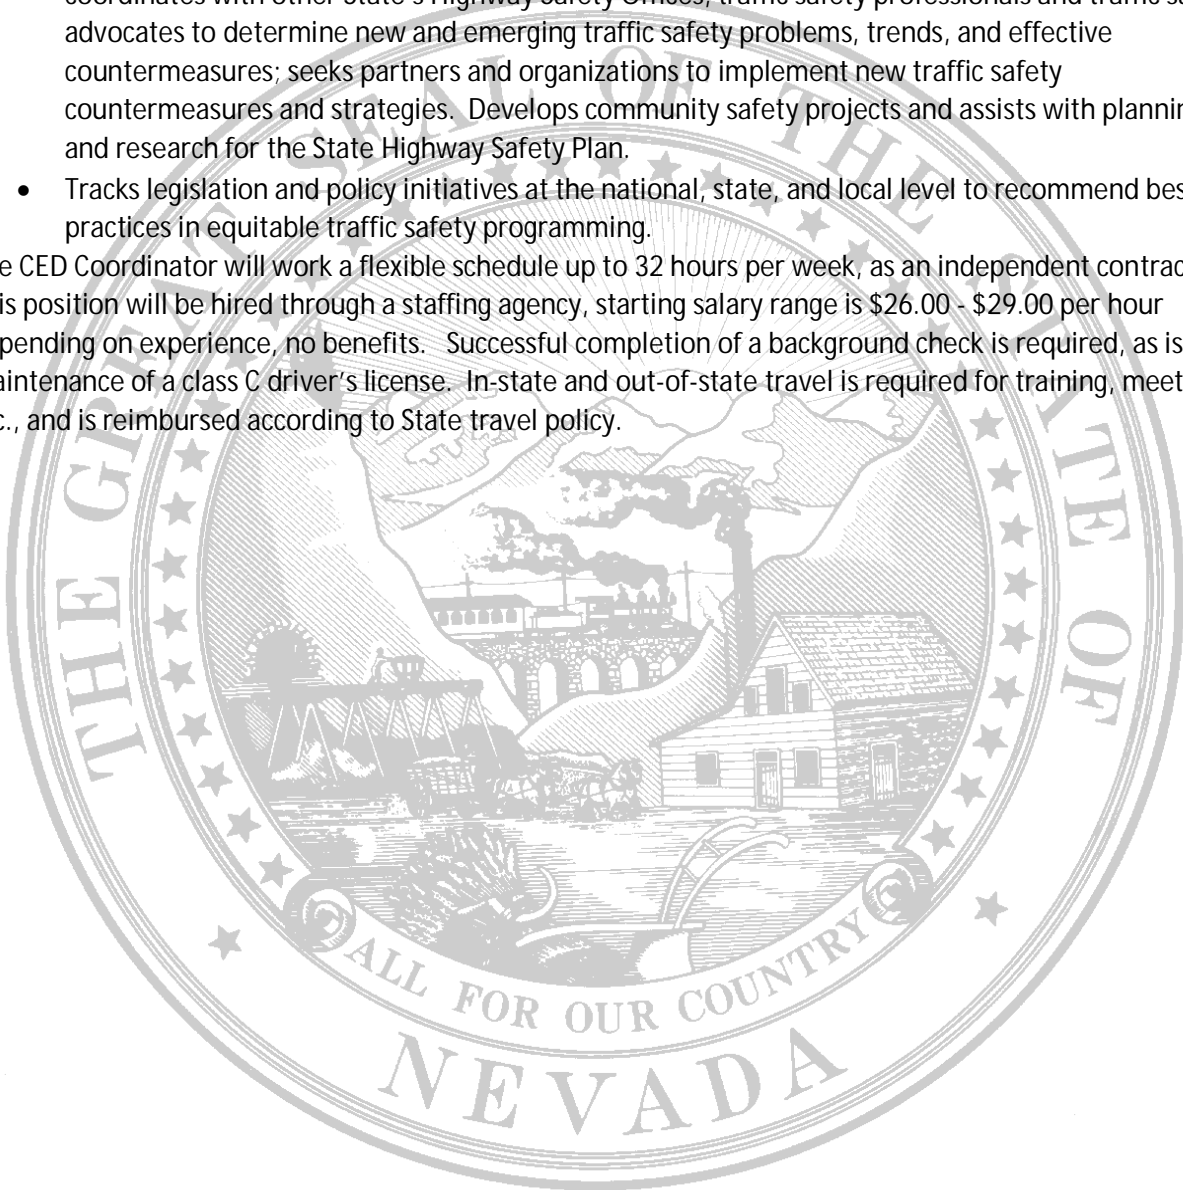 coordinates with other State's Highway Safety Offices, traffic safety professionals and traffic sa
advocates to determine new and emerging traffic safety problems, trends, and effective
countermeasures; seeks partners and organizations to implement new traffic safety
countermeasures and strategies. Develops community safety projects and assists with plannin
and research for the State Highway Safety Plan.
• Tracks legislation and policy initiatives at the national, state, and local level to recommend bes
practices in equitable traffic safety programming.
e CED Coordinator will work a flexible schedule up to 32 hours per week, as an independent contrac
is position will be hired through a staffing agency, starting salary range is $26.00 - $29.00 per hour
pending on experience, no benefits. Successful completion of a background check is required, as is
aintenance of a class C driver's license. In-state and out-of-state travel is required for training, meet
c., and is reimbursed according to State travel policy.
THE GREAT SEAL OF THE STATE OF
ALL FOR OUR COUNTRY
NEVADA